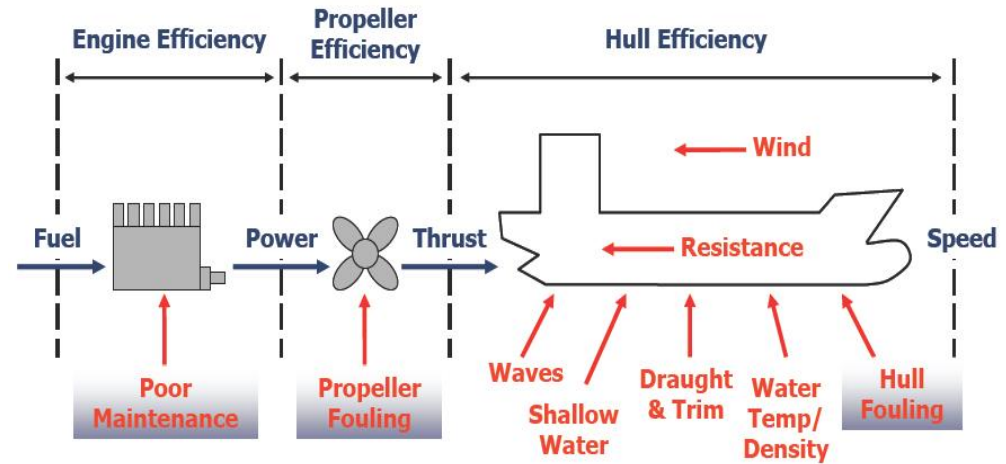 Engine Efficiency
Propeller
Efficiency
Hull Efficiency
Wind
Fuel
Power
Thrust
Resistance
Speed
Poor
Maintenance
Propeller
Fouling
Waves
Shallow
Water
Draught
& Trim
Water
Temp/
Density
Hull
Fouling